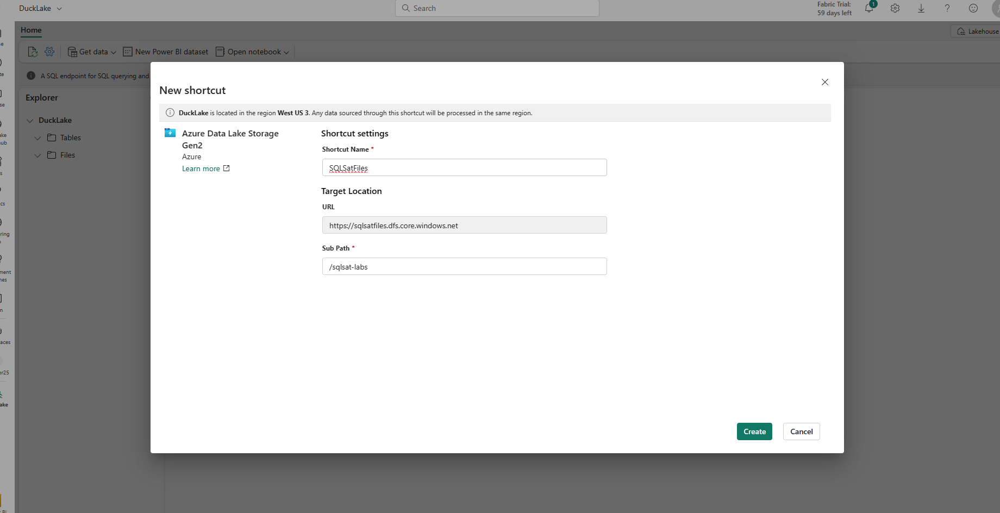 DuckLake
Search
Fabric Trial:
59 days left
1
?
Home
Lakehouse
Get data
New Power BI dataset
Open notebook
A SQL endpoint for SQL querying and
Explorer
DuckLake
Tables
Files
New shortcut
DuckLake is located in the region West US 3. Any data sourced through this shortcut will be processed in the same region.
Azure Data Lake Storage
Gen2
Azure
Learn more
Shortcut settings
Shortcut Name *
SQLSatFiles
Target Location
URL
https://sqlsatfiles.dfs.core.windows.net
Sub Path *
/sqlsat-labs
Create
Cancel